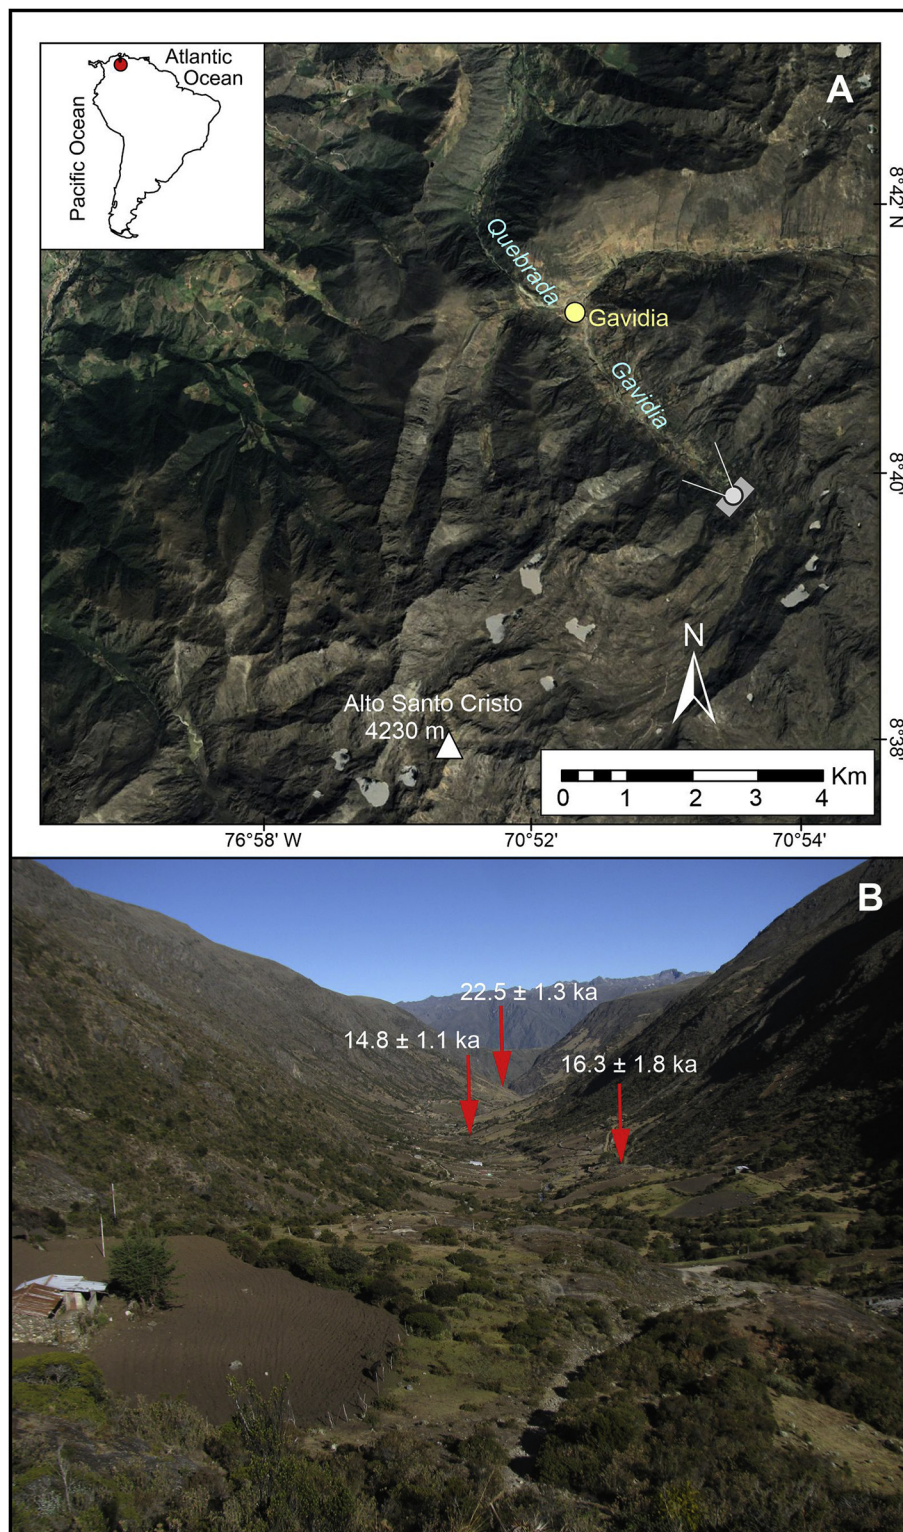 Atlantic
Ocean
Pacific Ocean
A
8°42' N
Quebrada
Gavidia
Gavidia
8°40'
N
Alto Santo Cristo
4230 m
8°38'
Km
0 1 2 3 4
76°58' W
70°52'
70°54'
B
22.5 ± 1.3 ka
14.8 ± 1.1 ka
16.3 ± 1.8 ka